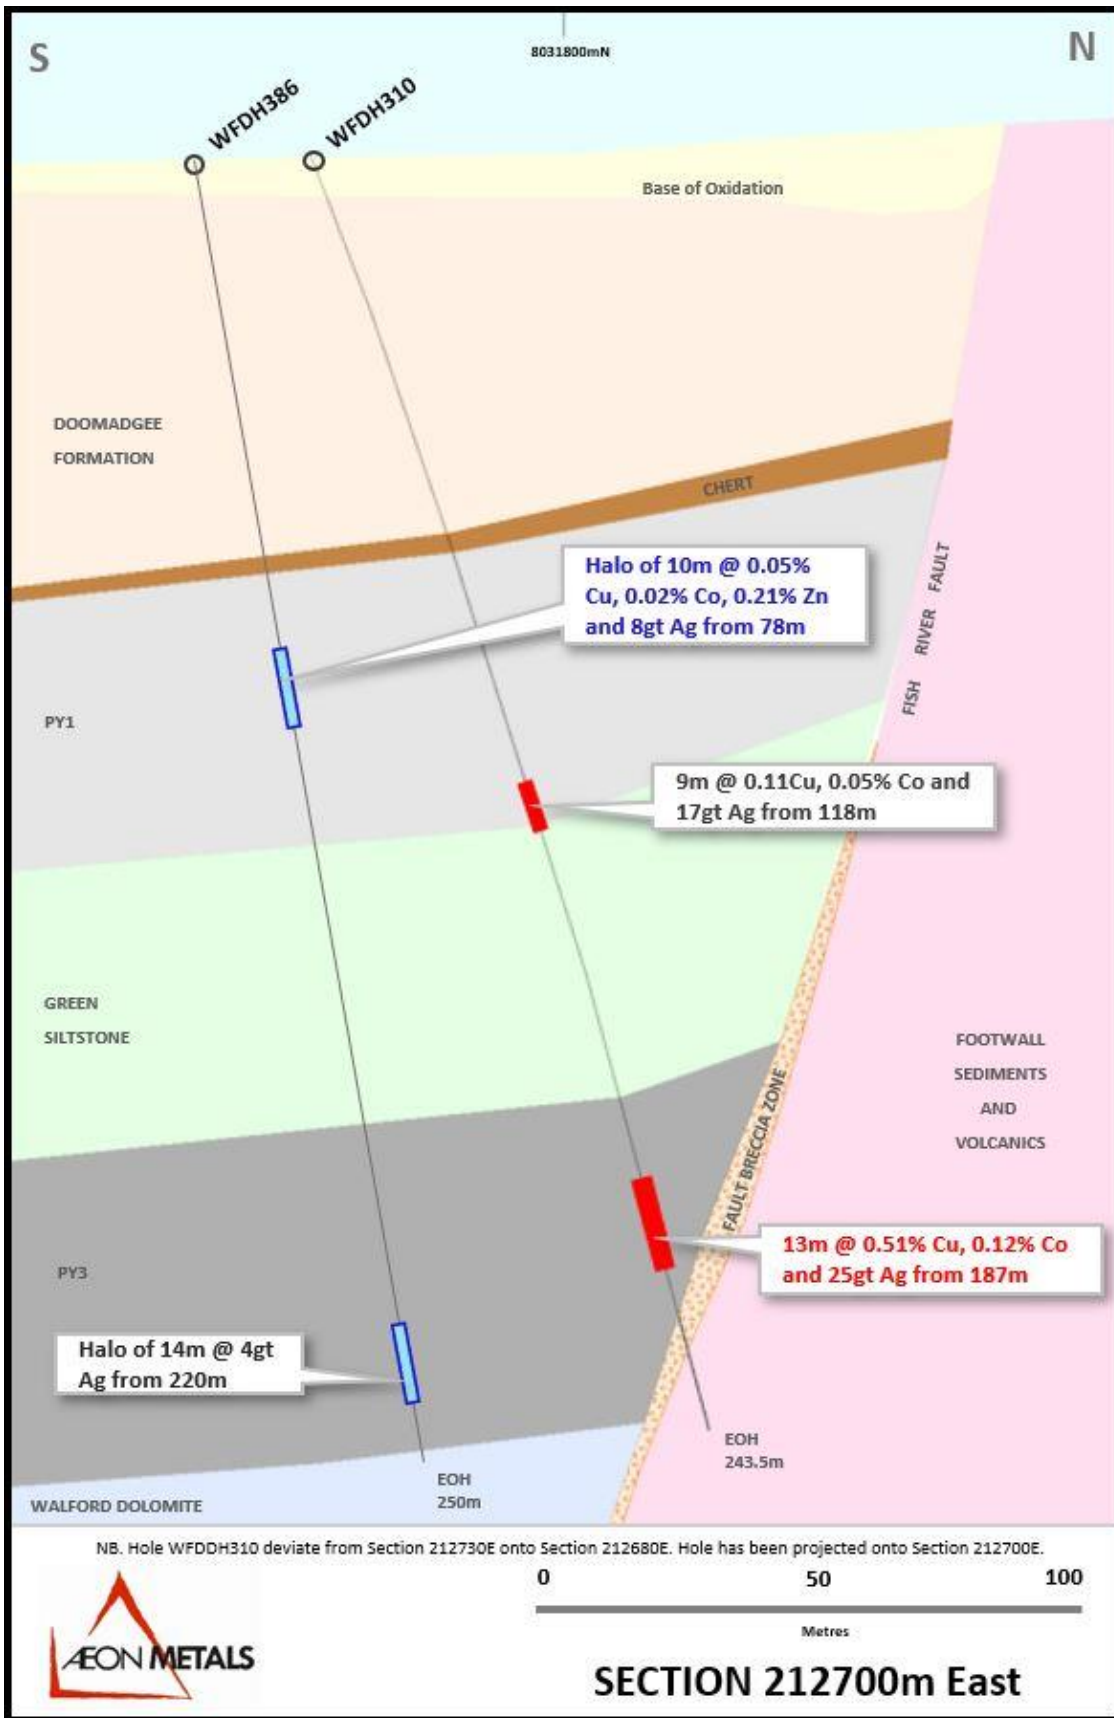 S
8031800mN
N
WFDH386
WFDH310
Base of Oxidation
DOOMADGEE
FORMATION
CHERT
Halo of 10m @ 0.05%
Cu, 0.02% Co, 0.21% Zn
and 8gt Ag from 78m
FISH RIVER FAULT
PY1
9m @ 0.11Cu, 0.05% Co and
17gt Ag from 118m
GREEN
SILTSTONE
FOOTWALL
SEDIMENTS
AND
VOLCANICS
FAULT BRECCIA ZONE
13m @ 0.51% Cu, 0.12% Co
and 25gt Ag from 187m
PY3
Halo of 14m @ 4gt
Ag from 220m
EOH
243.5m
EOH
250m
WALFORD DOLOMITE
NB. Hole WFDDH310 deviate from Section 212730E onto Section 212680E. Hole has been projected onto Section 212700E.
0 50 100
Metres
ÆON METALS
SECTION 212700m East